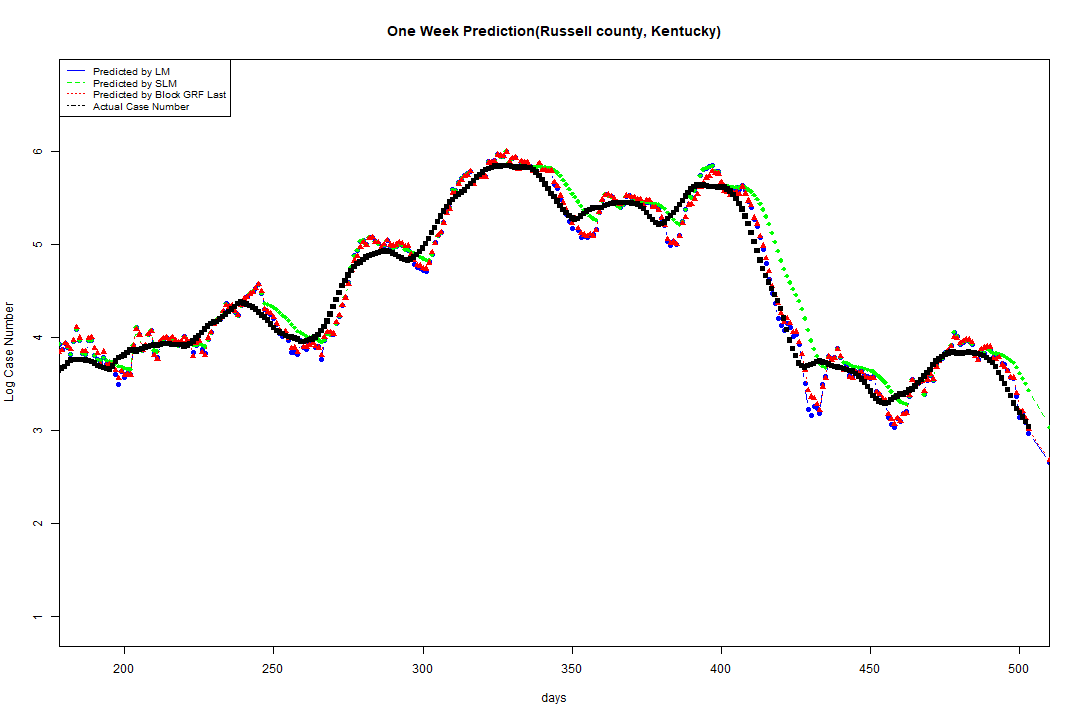 One Week Prediction(Russell county, Kentucky)
Predicted by LM
Predicted by SLM
Predicted by Block GRF Last
Actual Case Number
6
5
4
3
2
1
Log Case Number
200 250 300 350 400 450 500
days